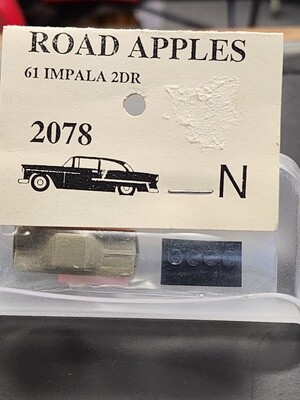 ROAD APPLES
61 IMPALA 2DR
2078
N